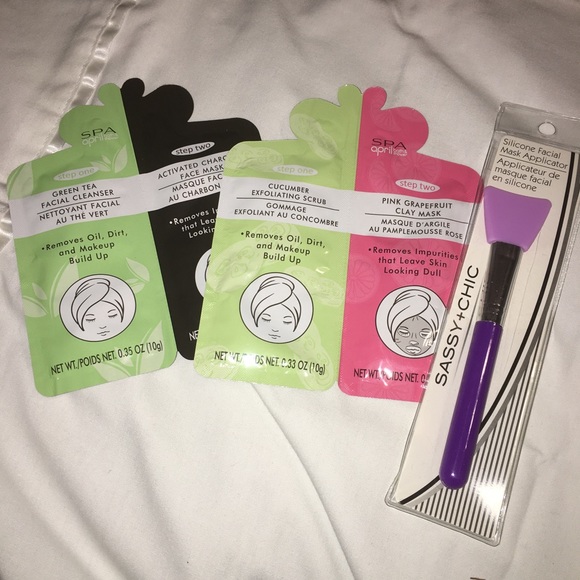 SPA
april
step one
GREEN TEA
FACIAL CLEANSER
NETTOYANT FACIAL
AU THÉ VERT
•Removes Oil, Dirt,
and Makeup
Build Up
NET WT./POIDS NET. 0.35 OZ (10g)
step two
ACTIVATED
FACE MASK
MASQUE
AU CHARBON
•Removes
that Leave
Looking
NET
step one
CUCUMBER
EXFOLIATING SCRUB
GOMMAGE
EXFOLIANT AU CONCOMBRE
•Removes Oil, Dirt,
and Makeup
Build Up
NET WT./POIDS NET. 0.33 OZ (10g)
SPA
april
step two
PINK GRAPEFRUIT
CLAY MASK
MASQUE D'ARGILE
AU PAMPLEMOUSSE ROSE
•Removes Impurities
that Leave Skin
Looking Dull
NET WT./POIDS NET.
Silicone Facial
Mask Applicator
Applicateur de
masque facial
en silicone
SASSY+CHIC